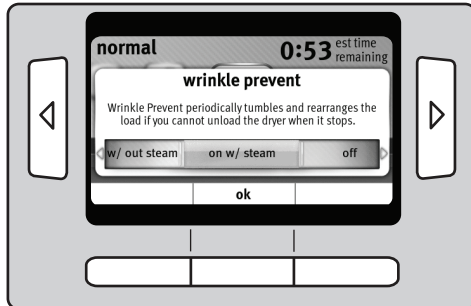 normal 0:53 est time remaining
wrinkle prevent
Wrinkle Prevent periodically tumbles and rearranges the
load if you cannot unload the dryer when it stops.
w/ out steam on w/ steam off
ok